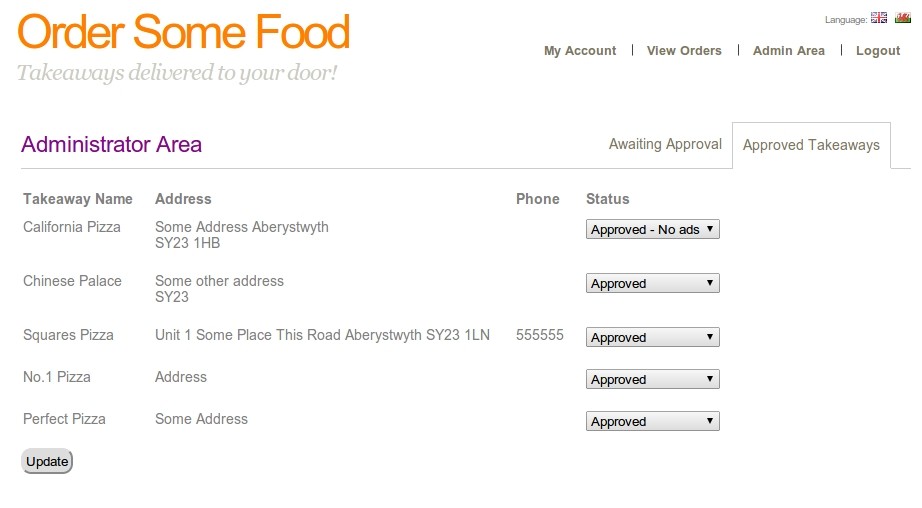 Order Some Food
Language:
Takeaways delivered to your door!
My Account | View Orders | Admin Area | Logout
Administrator Area
Awaiting Approval
Approved Takeaways
Takeaway Name Address Phone Status
California Pizza Some Address Aberystwyth Approved - No ads
SY23 1HB
Chinese Palace Some other address Approved
SY23
Squares Pizza Unit 1 Some Place This Road Aberystwyth SY23 1LN 555555 Approved
No.1 Pizza Address Approved
Perfect Pizza Some Address Approved
Update